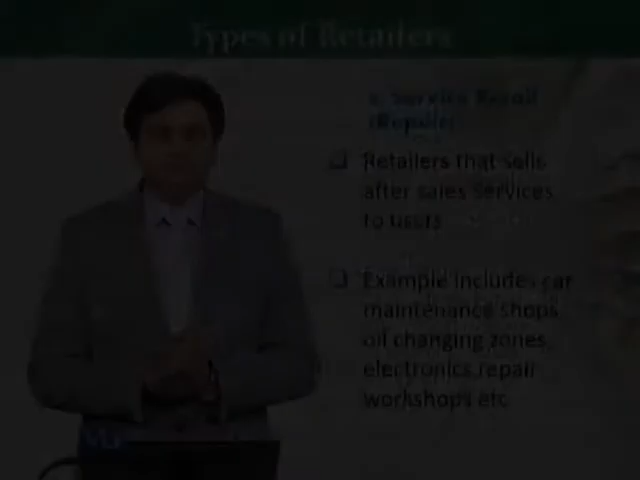 Types of Retailers
Service Retail
(Repair)
Retailers that sells
after sales services
to users
Example includes car
maintenance shops,
oil changing zones,
electronics repair
workshops etc